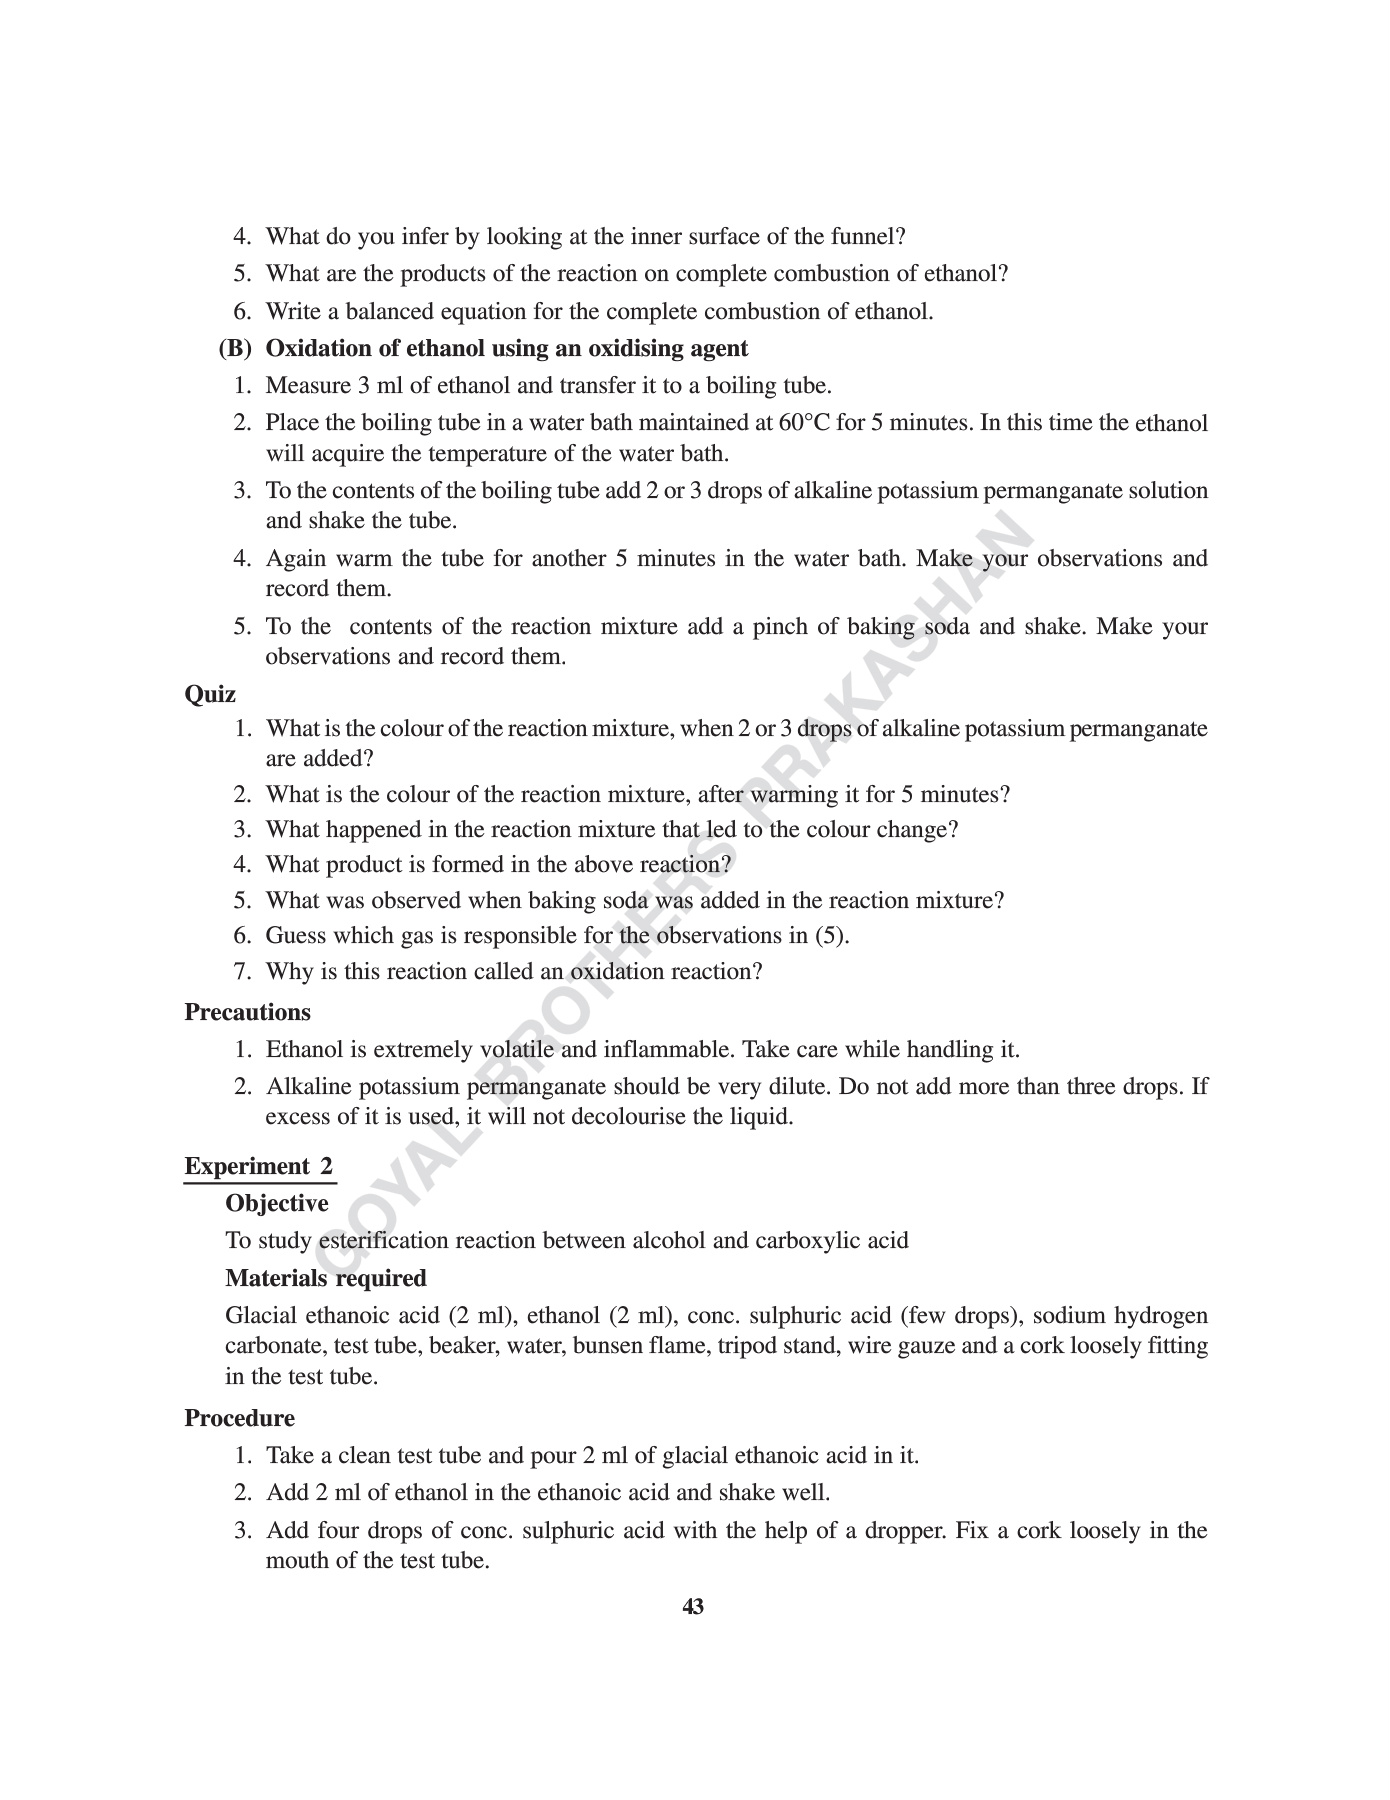 4. What do you infer by looking at the inner surface of the funnel?
5. What are the products of the reaction on complete combustion of ethanol?
6. Write a balanced equation for the complete combustion of ethanol.
(B) Oxidation of ethanol using an oxidising agent
1. Measure 3 ml of ethanol and transfer it to a boiling tube.
2. Place the boiling tube in a water bath maintained at 60°C for 5 minutes. In this time the ethanol
will acquire the temperature of the water bath.
3. To the contents of the boiling tube add 2 or 3 drops of alkaline potassium permanganate solution
and shake the tube.
4. Again warm the tube for another 5 minutes in the water bath. Make your observations and
record them.
5. To the contents of the reaction mixture add a pinch of baking soda and shake. Make your
observations and record them.
Quiz
1. What is the colour of the reaction mixture, when 2 or 3 drops of alkaline potassium permanganate
are added?
2. What is the colour of the reaction mixture, after warming it for 5 minutes?
3. What happened in the reaction mixture that led to the colour change?
4. What product is formed in the above reaction?
5. What was observed when baking soda was added in the reaction mixture?
6. Guess which gas is responsible for the observations in (5).
7. Why is this reaction called an oxidation reaction?
Precautions
1. Ethanol is extremely volatile and inflammable. Take care while handling it.
2. Alkaline potassium permanganate should be very dilute. Do not add more than three drops. If
excess of it is used, it will not decolourise the liquid.
Experiment 2
Objective
To study esterification reaction between alcohol and carboxylic acid
Materials required
Glacial ethanoic acid (2 ml), ethanol (2 ml), conc. sulphuric acid (few drops), sodium hydrogen
carbonate, test tube, beaker, water, bunsen flame, tripod stand, wire gauze and a cork loosely fitting
in the test tube.
Procedure
1. Take a clean test tube and pour 2 ml of glacial ethanoic acid in it.
2. Add 2 ml of ethanol in the ethanoic acid and shake well.
3. Add four drops of conc. sulphuric acid with the help of a dropper. Fix a cork loosely in the
mouth of the test tube.
43
GOYAL BROTHERS PRAKASHAN